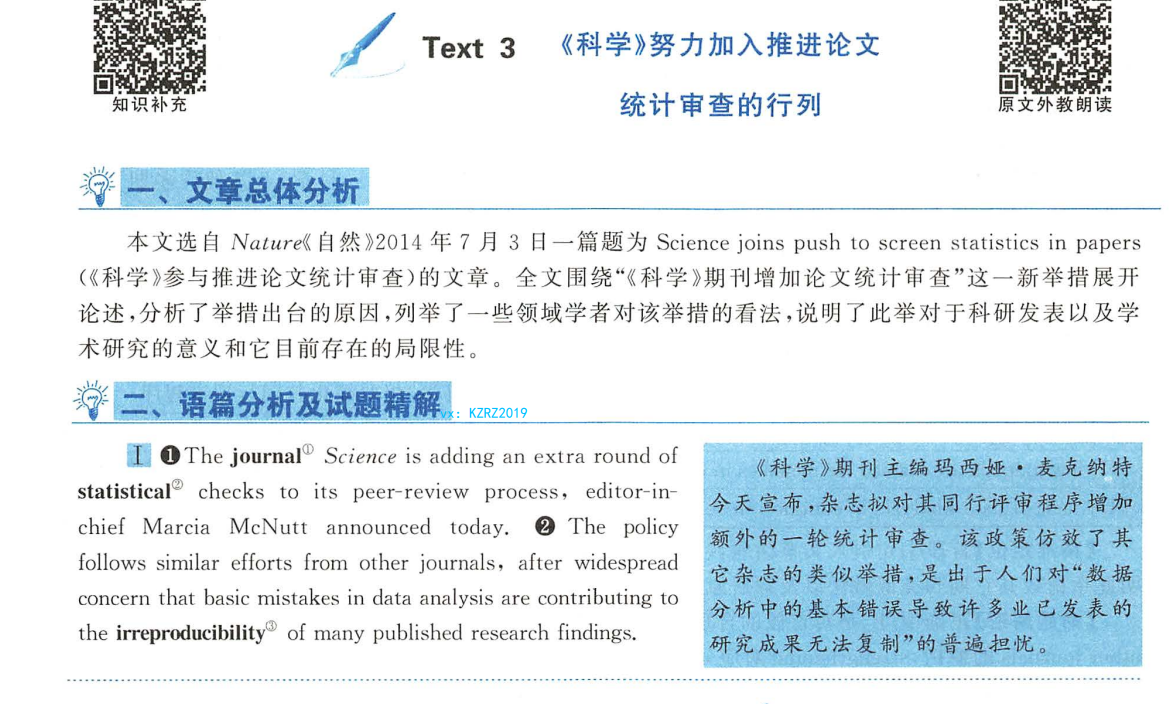 Text 3 《科学》努力加入推进论文
统计审查的行列
知识补充
原文外教朗读
一、文章总体分析
本文选自 Nature《自然》2014 年 7 月 3 日一篇题为 Science joins push to screen statistics in papers
(《科学》参与推进论文统计审查)的文章。全文围绕“《科学》期刊增加论文统计审查”这一新举措展开
论述,分析了举措出台的原因,列举了一些领域学者对该举措的看法,说明了此举对于科研发表以及学
术研究的意义和它目前存在的局限性。
二、语篇分析及试题精解
vx: KZRZ2019
Ⅰ ❶The journal① Science is adding an extra round of
statistical② checks to its peer-review process, editor-in-
chief Marcia McNutt announced today. ❷ The policy
follows similar efforts from other journals, after widespread
concern that basic mistakes in data analysis are contributing to
the irreproducibility③ of many published research findings.
《科学》期刊主编玛西娅·麦克纳特
今天宣布,杂志拟对其同行评审程序增加
额外的一轮统计审查。该政策仿效了其
它杂志的类似举措,是出于人们对“数据
分析中的基本错误导致许多业已发表的
研究成果无法复制”的普遍担忧。